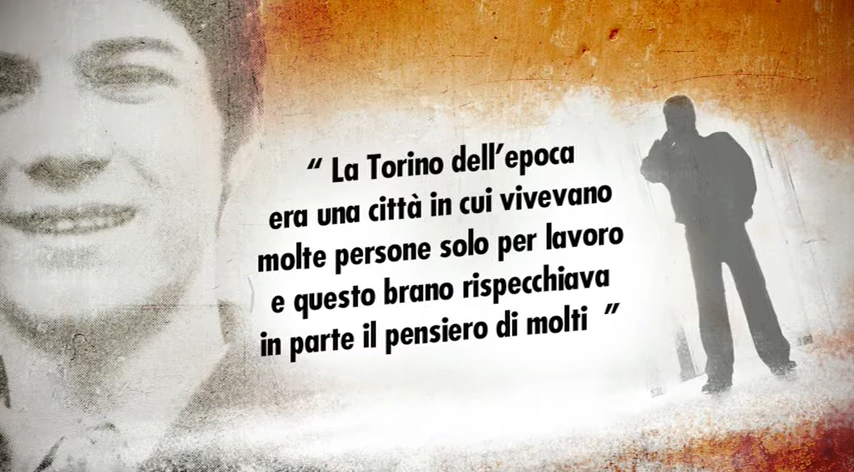 “ La Torino dell’epoca
era una città in cui vivevano
molte persone solo per lavoro
e questo brano rispecchiava
in parte il pensiero di molti ”